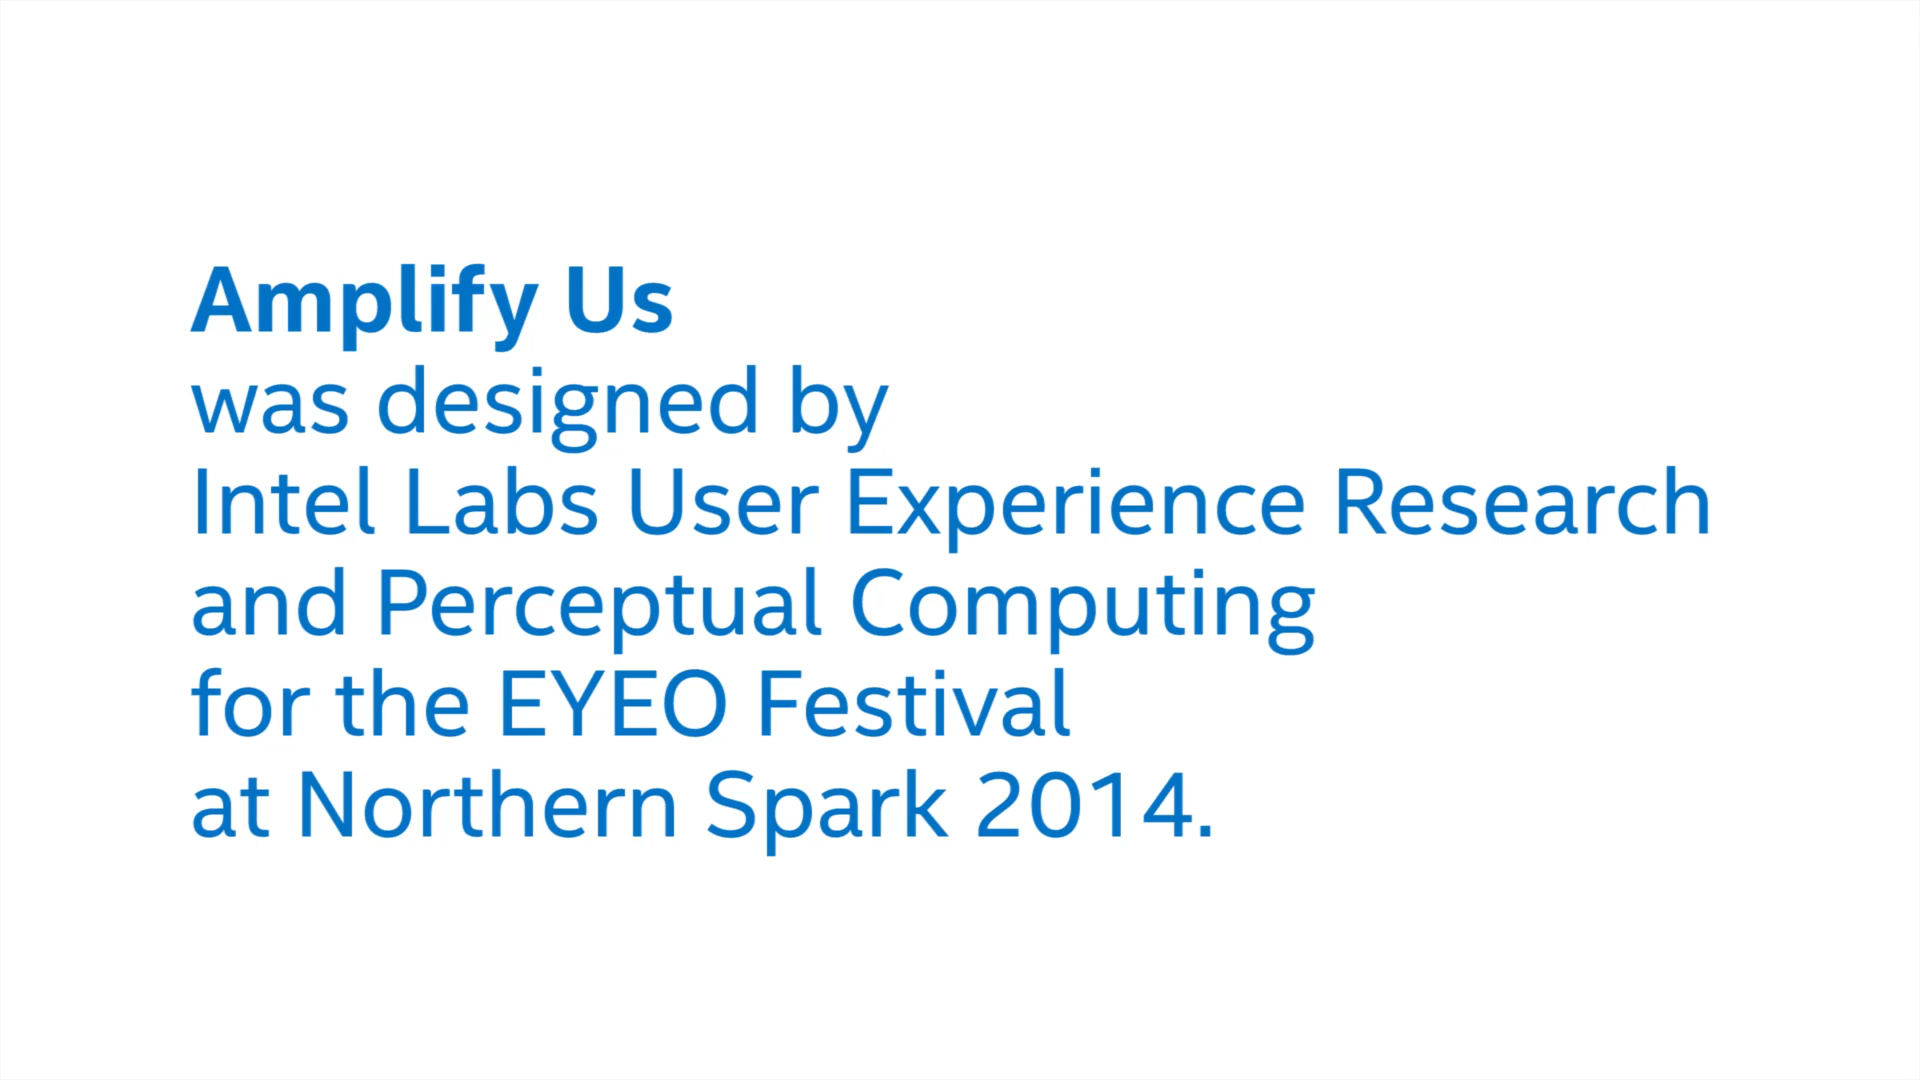 Amplify Us
was designed by
Intel Labs User Experience Research
and Perceptual Computing
for the EYEO Festival
at Northern Spark 2014.